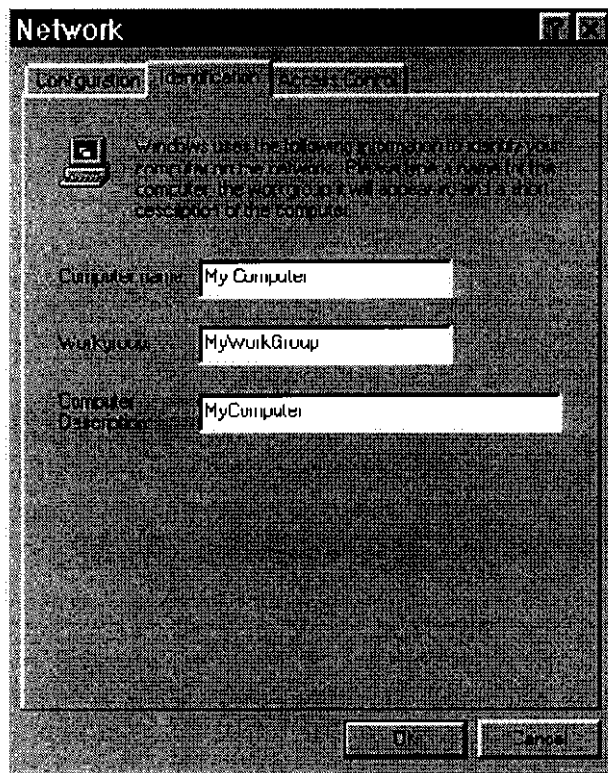 Network
Configuration Identification Access Control
Windows uses the following information to identify your
computer on the network. Please type a name for this
computer, the workgroup it will appear in, and a short
description of the computer.
Computer name: My Computer
Workgroup: MyWorkGroup
Computer
Description: MyComputer
OK Cancel